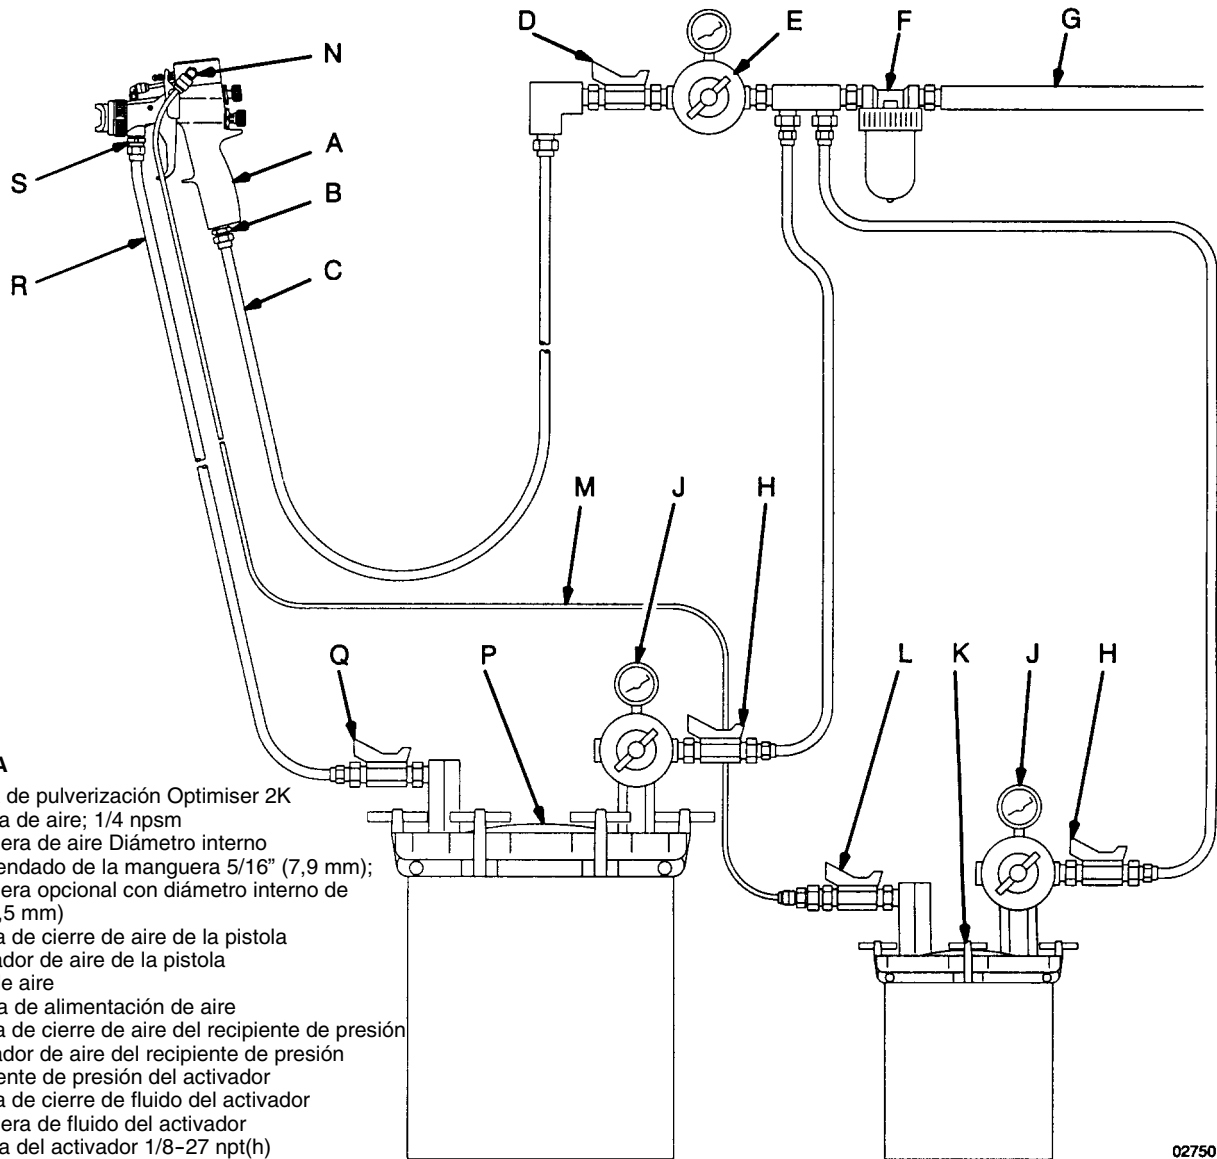 D E F G
N
A
S
B
R
C
M J H
Q P L K J H
A
de pulverización Optimiser 2K
a de aire; 1/4 npsm
era de aire Diámetro interno
endado de la manguera 5/16” (7,9 mm);
era opcional con diámetro interno de
,5 mm)
a de cierre de aire de la pistola
ador de aire de la pistola
e aire
a de alimentación de aire
a de cierre de aire del recipiente de presión
ador de aire del recipiente de presión
ente de presión del activador
a de cierre de fluido del activador
era de fluido del activador
a del activador 1/8–27 npt(h)
02750